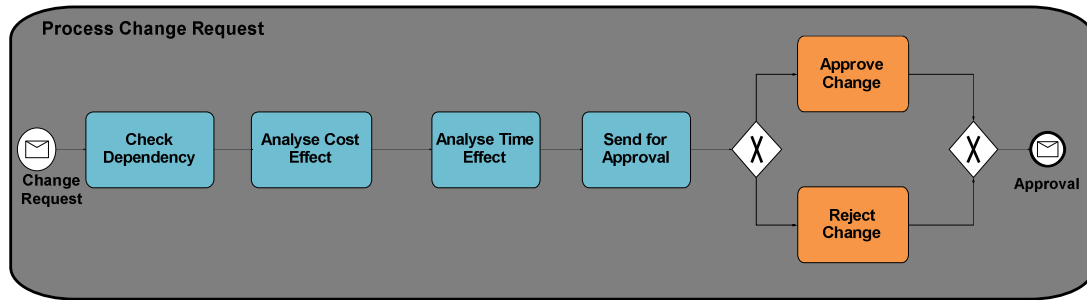 Process Change Request
Change
Request
Check
Dependency
Analyse Cost
Effect
Analyse Time
Effect
Send for
Approval
X
Approve
Change
Reject
Change
X
Approval